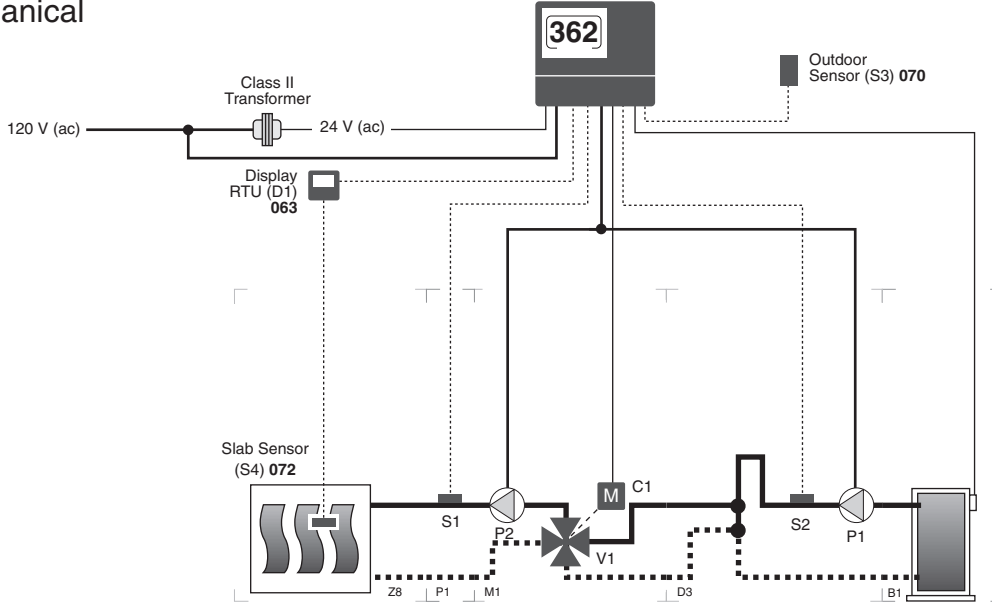 anical
362
Outdoor
Sensor (S3) 070
Class II
Transformer
120 V (ac)
24 V (ac)
Display
RTU (D1)
063
Slab Sensor
(S4) 072
M
C1
S1
P2
V1
S2
P1
Z8
P1
M1
D3
B1